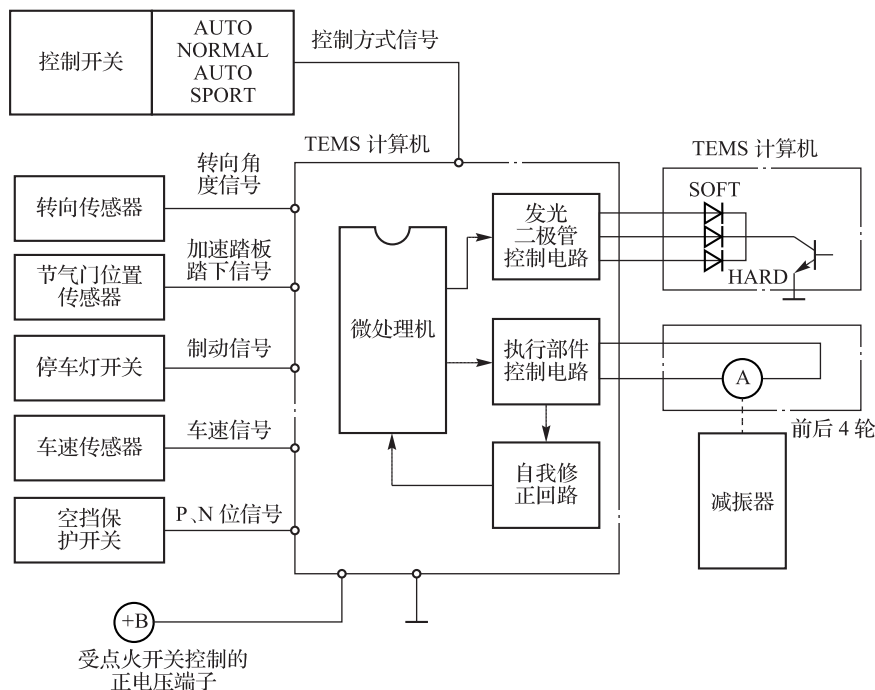 控制开关
AUTO
NORMAL
AUTO
SPORT
控制方式信号
TEMS 计算机
转向传感器
转向角
度信号
节气门位置
传感器
加速踏板
踏下信号
停车灯开关
制动信号
车速传感器
车速信号
空挡保
护开关
P、N 位信号
微处理机
发光
二极管
控制电路
执行部件
控制电路
自我修
正回路
TEMS 计算机
SOFT
HARD
A
前后 4 轮
减振器
+B
受点火开关控制的
正电压端子